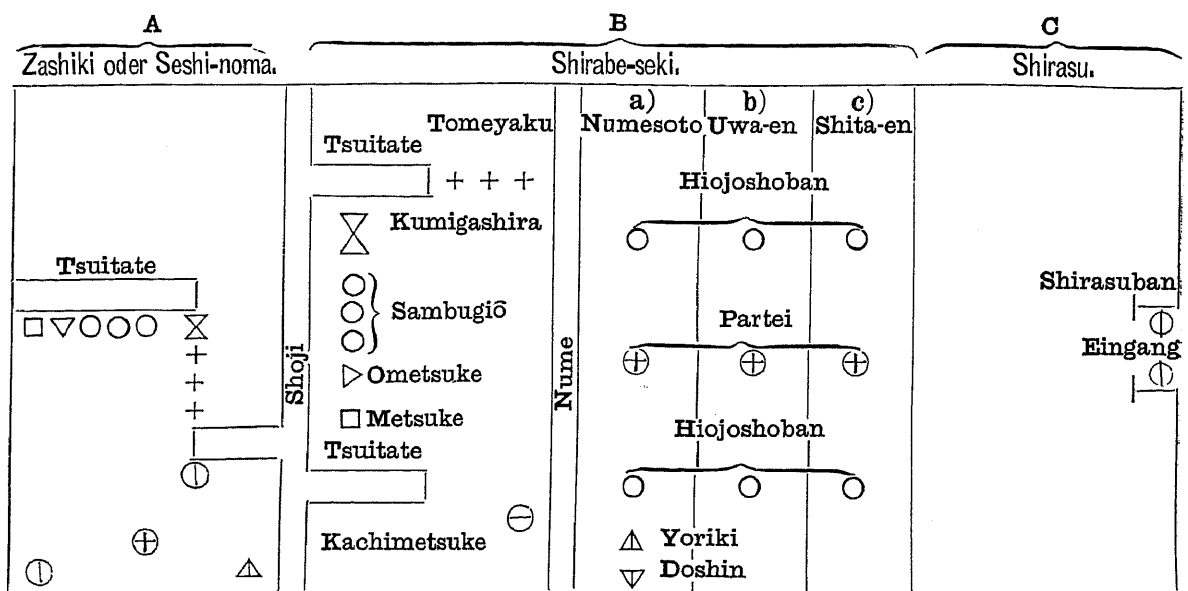 A B C
Zashiki oder Seshi-noma. Shirabe-seki. Shirasu.
a) b) c)
Tomeyaku Numesoto Uwa-en Shita-en
Tsuitate
Hiojoshoban
Kumigashira
Tsuitate
Shirasuban
Sambugiō
Partei
Eingang
Shoji
Nume
Ometsuke
Metsuke
Hiojoshoban
Tsuitate
Kachimetsuke
Yoriki
Doshin